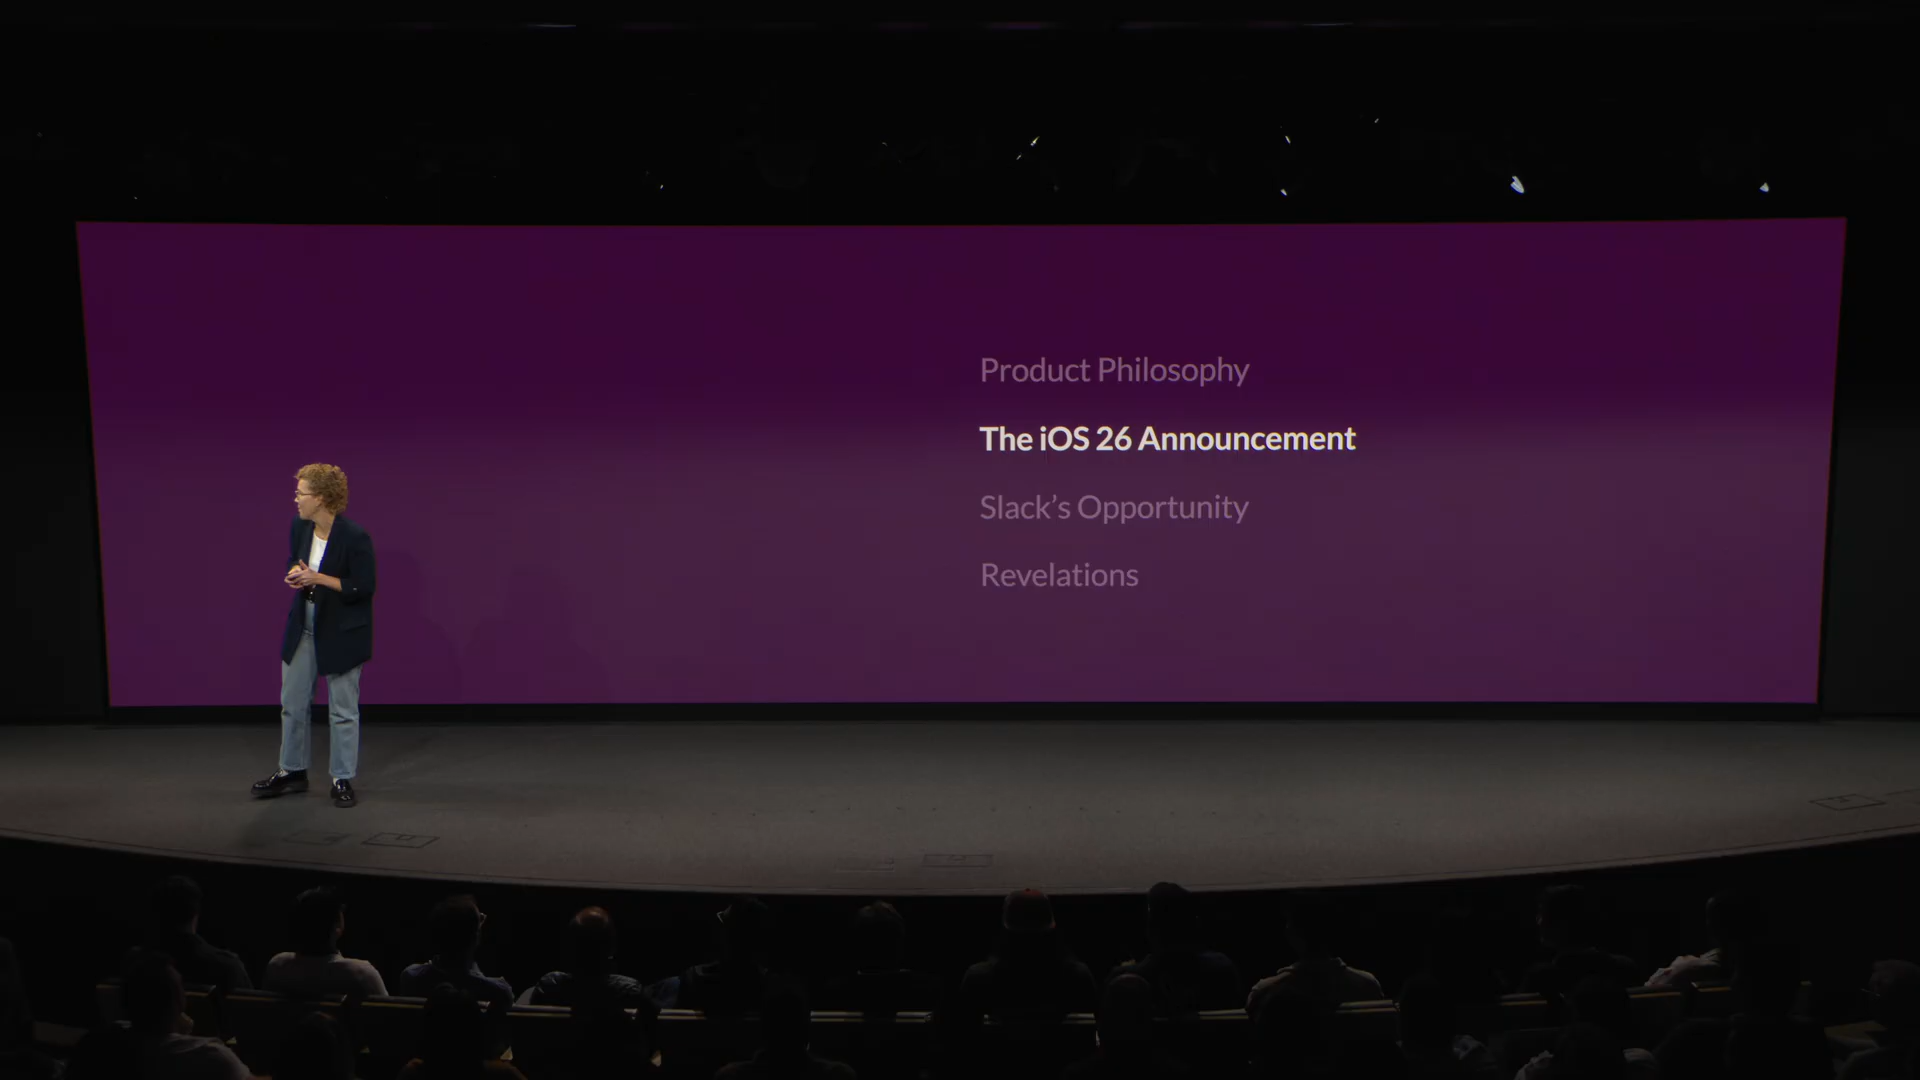 Product Philosophy
The iOS 26 Announcement
Slack’s Opportunity
Revelations